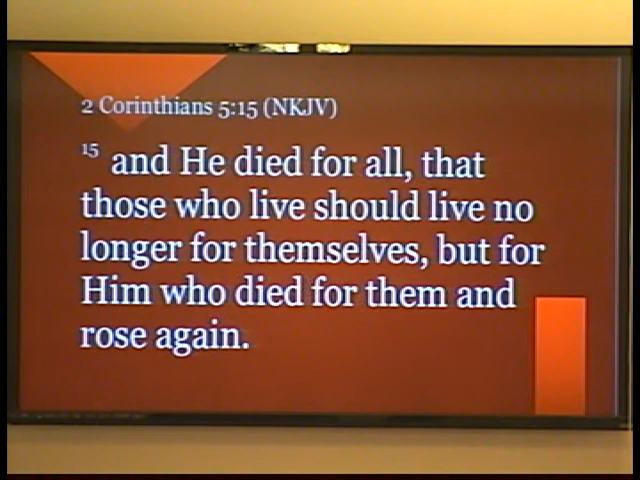 2 Corinthians 5:15 (NKJV)
15 and He died for all, that
those who live should live no
longer for themselves, but for
Him who died for them and
rose again.